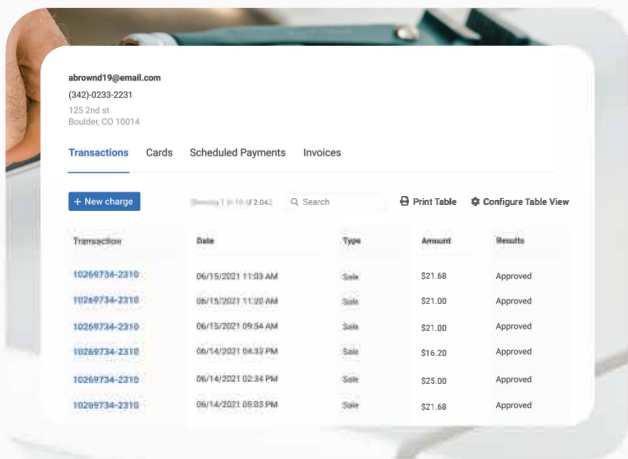 abrownd19@email.com
(342)-0233-2231
125 2nd st
Boulder, CO 10014
Transactions Cards Scheduled Payments Invoices
+ New charge of 2.043 Search Print Table Configure Table View
Transaction Date Type Amount Results
10269734-2310 06/15/2021 11:03 AM Sale $21.68 Approved
10269734-2310 06/15/2021 11:20 AM Sale $21.00 Approved
10269734-2310 06/15/2021 09:54 AM Sale $21.00 Approved
10269734-2310 06/14/2021 04:33 PM Sale $16.20 Approved
10269734-2310 06/14/2021 02:34 PM Sale $25.00 Approved
10269734-2310 06/14/2021 05:03 PM Sale $21.68 Approved